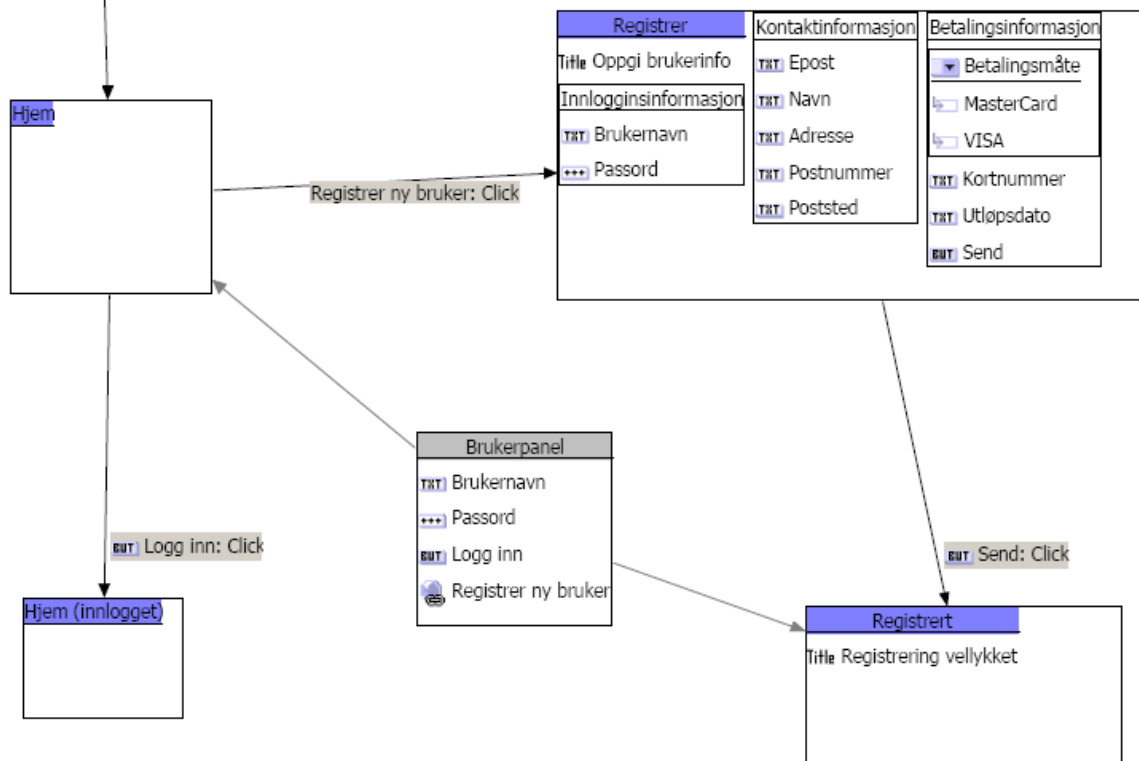 Hjem
Registrer ny bruker: Click
Registrer
Title Oppgi brukerinfo
Innlogginsinformasjon
TXT Brukernavn
+++ Passord
Kontaktinformasjon
TXT Epost
TXT Navn
TXT Adresse
TXT Postnummer
TXT Poststed
Betalingsinformasjon
Betalingsmåte
MasterCard
VISA
TXT Kortnummer
TXT Utløpsdato
BUT Send
Brukerpanel
TXT Brukernavn
+++ Passord
BUT Logg inn
Registrer ny bruker
BUT Logg inn: Click
BUT Send: Click
Hjem (innlogget)
Registrert
Title Registrering vellykket